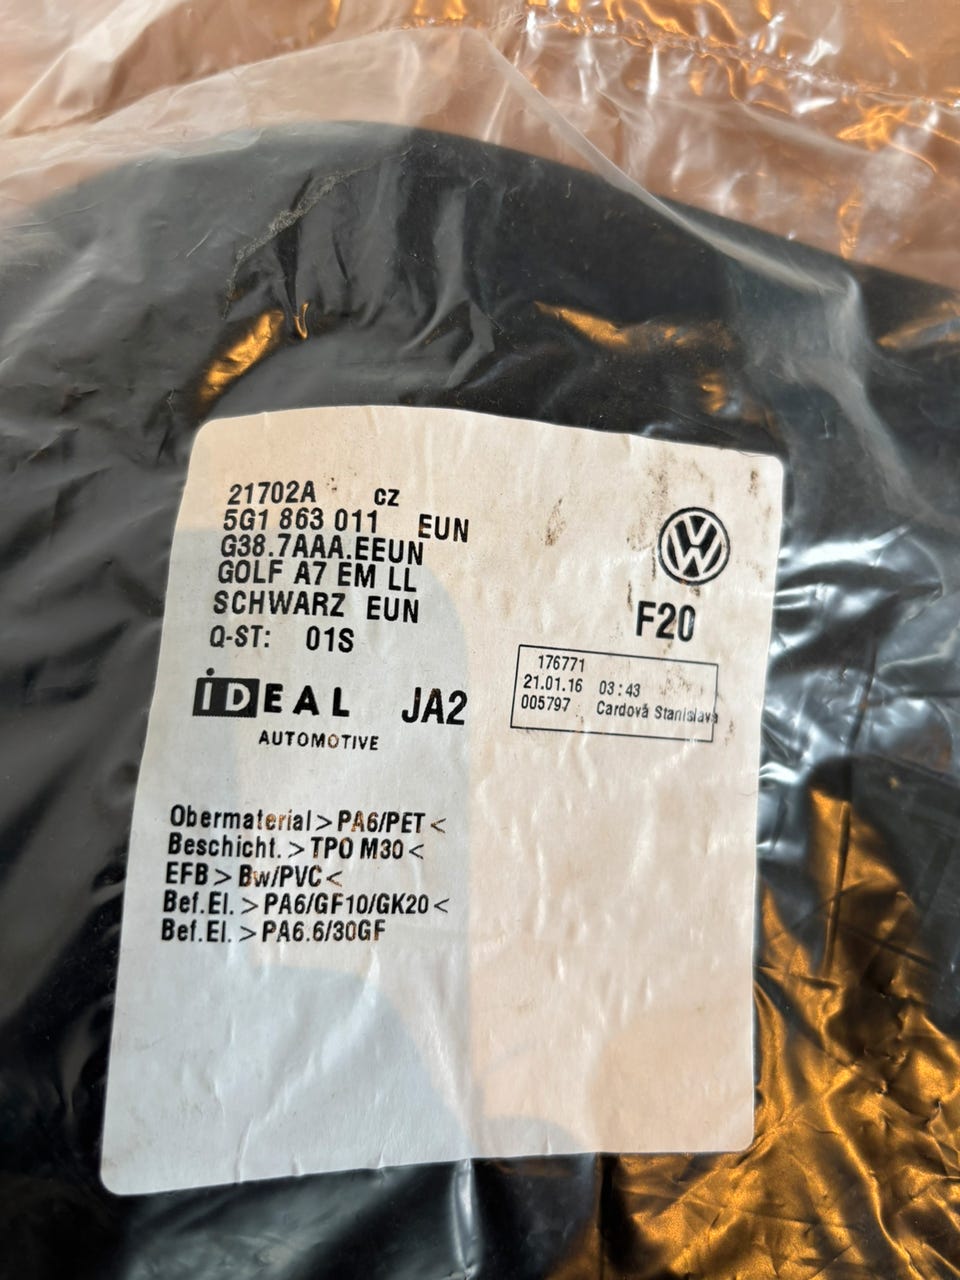 21702A CZ
5G1 863 011 EUN
G38.7AAA.EEUN
GOLF A7 EM LL
SCHWARZ EUN
Q-ST: 01S
VW
F20
176771
21.01.16 03:43
005797 Cardová Stanislava
iDEAL JA2
AUTOMOTIVE
Obermaterial>PA6/PET<
Beschicht.>TPO M30<
EFB>Bw/PVC<
Bef.El.>PA6/GF10/GK20<
Bef.El.>PA6.6/30GF